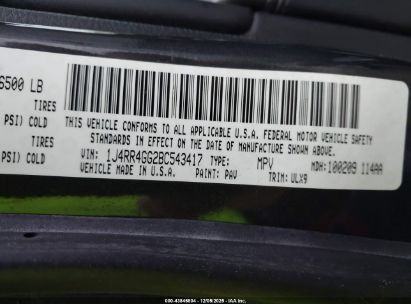 6500 LB
TIRES
PSI) COLD
TIRES
PSI) COLD
THIS VEHICLE CONFORMS TO ALL APPLICABLE U.S.A. FEDERAL MOTOR VEHICLE SAFETY
STANDARDS IN EFFECT ON THE DATE OF MANUFACTURE SHOWN ABOVE.
VIN: 1J4RR4GG2BC543417 TYPE: MPV MDH: 100209 114AA
VEHICLE MADE IN U.S.A. PAINT: PAV TRIM: ULX9